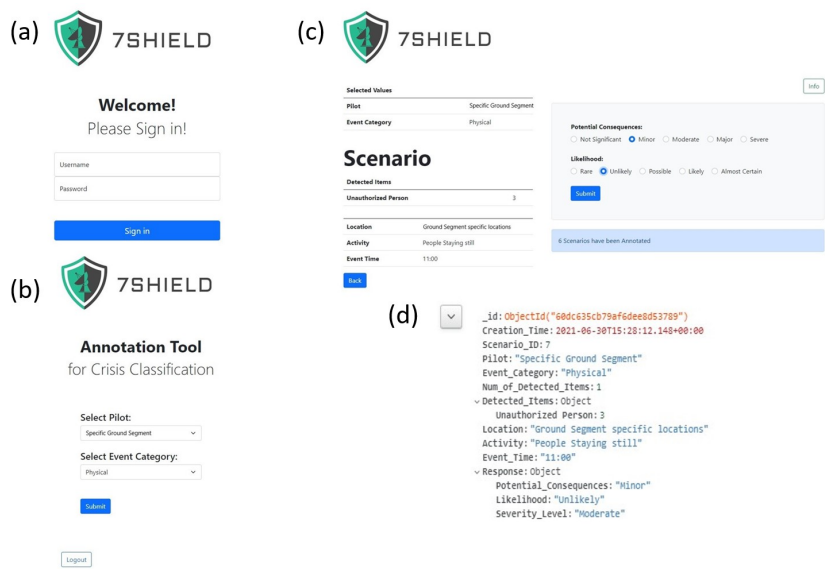 (a)
7SHIELD
Welcome!
Please Sign in!
Username
Password
Sign in
(b)
7SHIELD
Annotation Tool
for Crisis Classification
Select Pilot:
Specific Ground Segment
Select Event Category:
Physical
Submit
Logout
(c)
7SHIELD
Info
Selected Values
Pilot Specific Ground Segment
Event Category Physical
Scenario
Detected Items
Unauthorized Person 3
Location Ground Segment specific locations
Activity People Staying still
Event Time 11:00
Back
Potential Consequences:
Not Significant Minor Moderate Major Severe
Likelihood:
Rare Unlikely Possible Likely Almost Certain
Submit
6 Scenarios have been Annotated
(d)
_id: ObjectId("60dc635cb79af6dee8d53789")
Creation_Time: 2021-06-30T15:28:12.148+00:00
Scenario_ID: 7
Pilot: "Specific Ground Segment"
Event_Category: "Physical"
Num_of_Detected_Items: 1
Detected_Items: Object
Unauthorized Person: 3
Location: "Ground Segment specific locations"
Activity: "People Staying still"
Event_Time: "11:00"
Response: Object
Potential_Consequences: "Minor"
Likelihood: "Unlikely"
Severity_Level: "Moderate"